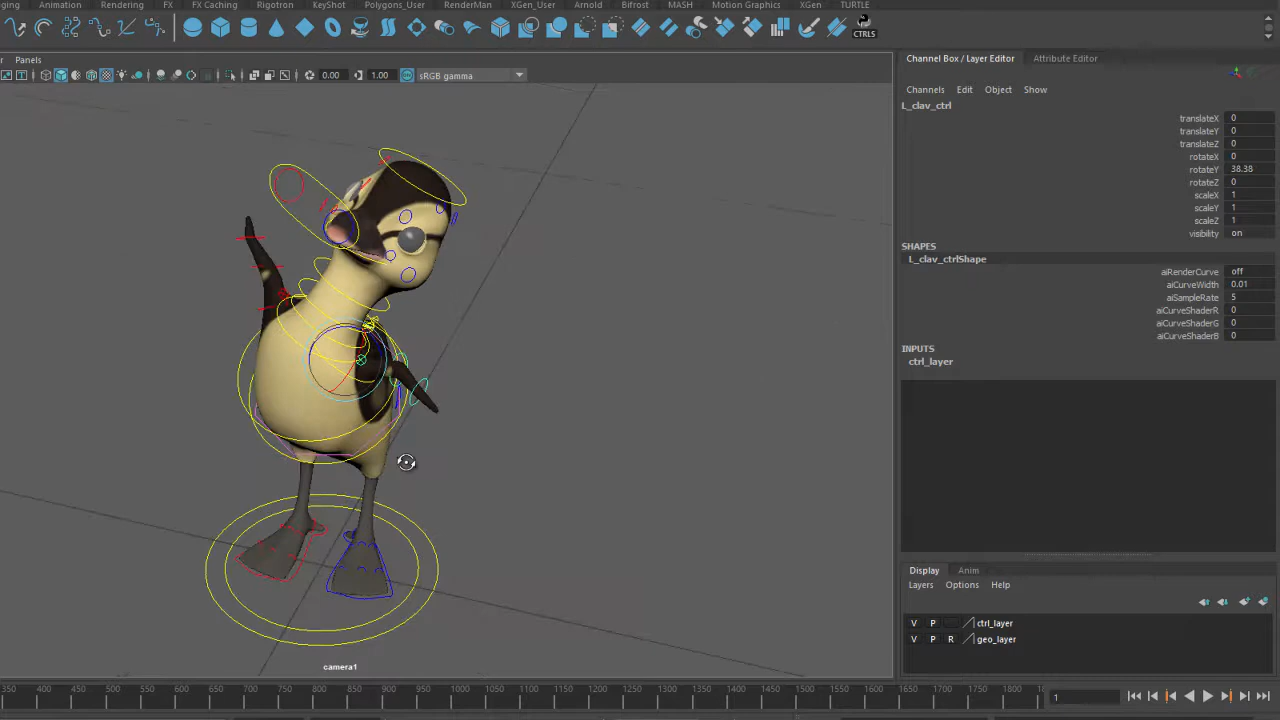 ging Animation Rendering FX FX Caching Rigotron KeyShot Polygons_User RenderMan XGen_User Arnold Bifrost MASH Motion Graphics XGen TURTLE
CTRLS
r Panels
0.00 1.00 sRGB gamma
Channel Box / Layer Editor Attribute Editor
Channels Edit Object Show
L_clav_ctrl
translateX 0
translateY 0
translateZ 0
rotateX 0
rotateY 38.38
rotateZ 0
scaleX 1
scaleY 1
scaleZ 1
visibility on
SHAPES
L_clav_ctrlShape
aiRenderCurve off
aiCurveWidth 0.01
aiSampleRate 5
aiCurveShaderR 0
aiCurveShaderG 0
aiCurveShaderB 0
INPUTS
ctrl_layer
Display Anim
Layers Options Help
V P ctrl_layer
V P R geo_layer
camera1
350 400 450 500 550 600 650 700 750 800 850 900 950 1000 1050 1100 1150 1200 1250 1300 1350 1400 1450 1500 1550 1600 1650 1700 1750 1800 1